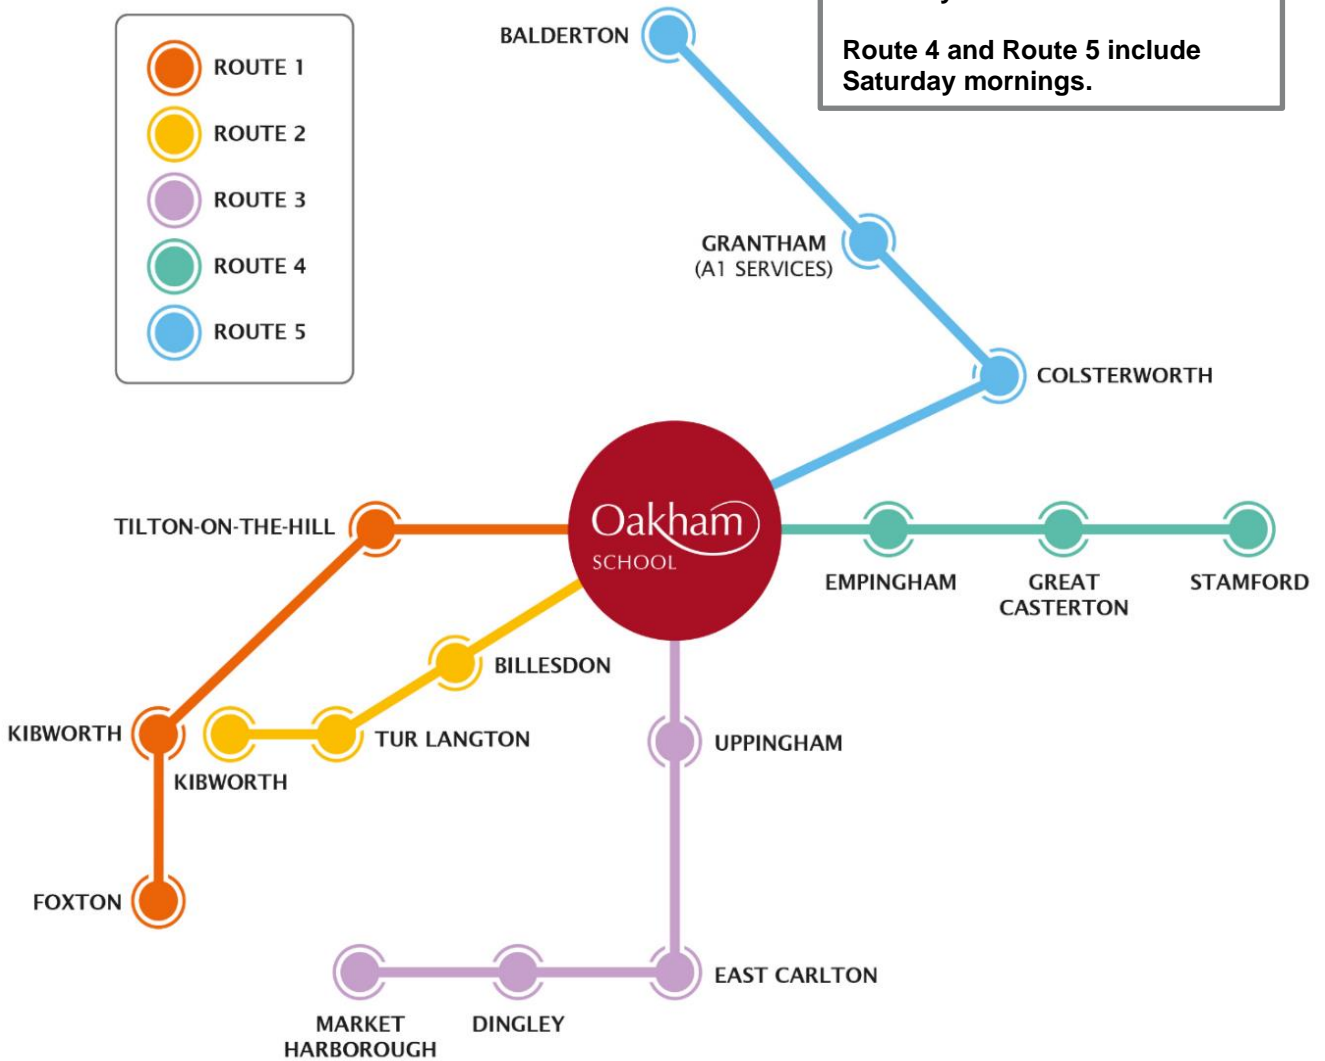 ROUTE 1
ROUTE 2
ROUTE 3
ROUTE 4
ROUTE 5
Route 4 and Route 5 include
Saturday mornings.
BALDERTON
GRANTHAM
(A1 SERVICES)
COLSTERWORTH
Oakham
SCHOOL
TILTON-ON-THE-HILL
EMPINGHAM
GREAT
CASTERTON
STAMFORD
BILLESDON
KIBWORTH
TUR LANGTON
KIBWORTH
UPPINGHAM
FOXTON
EAST CARLTON
MARKET
HARBOROUGH
DINGLEY